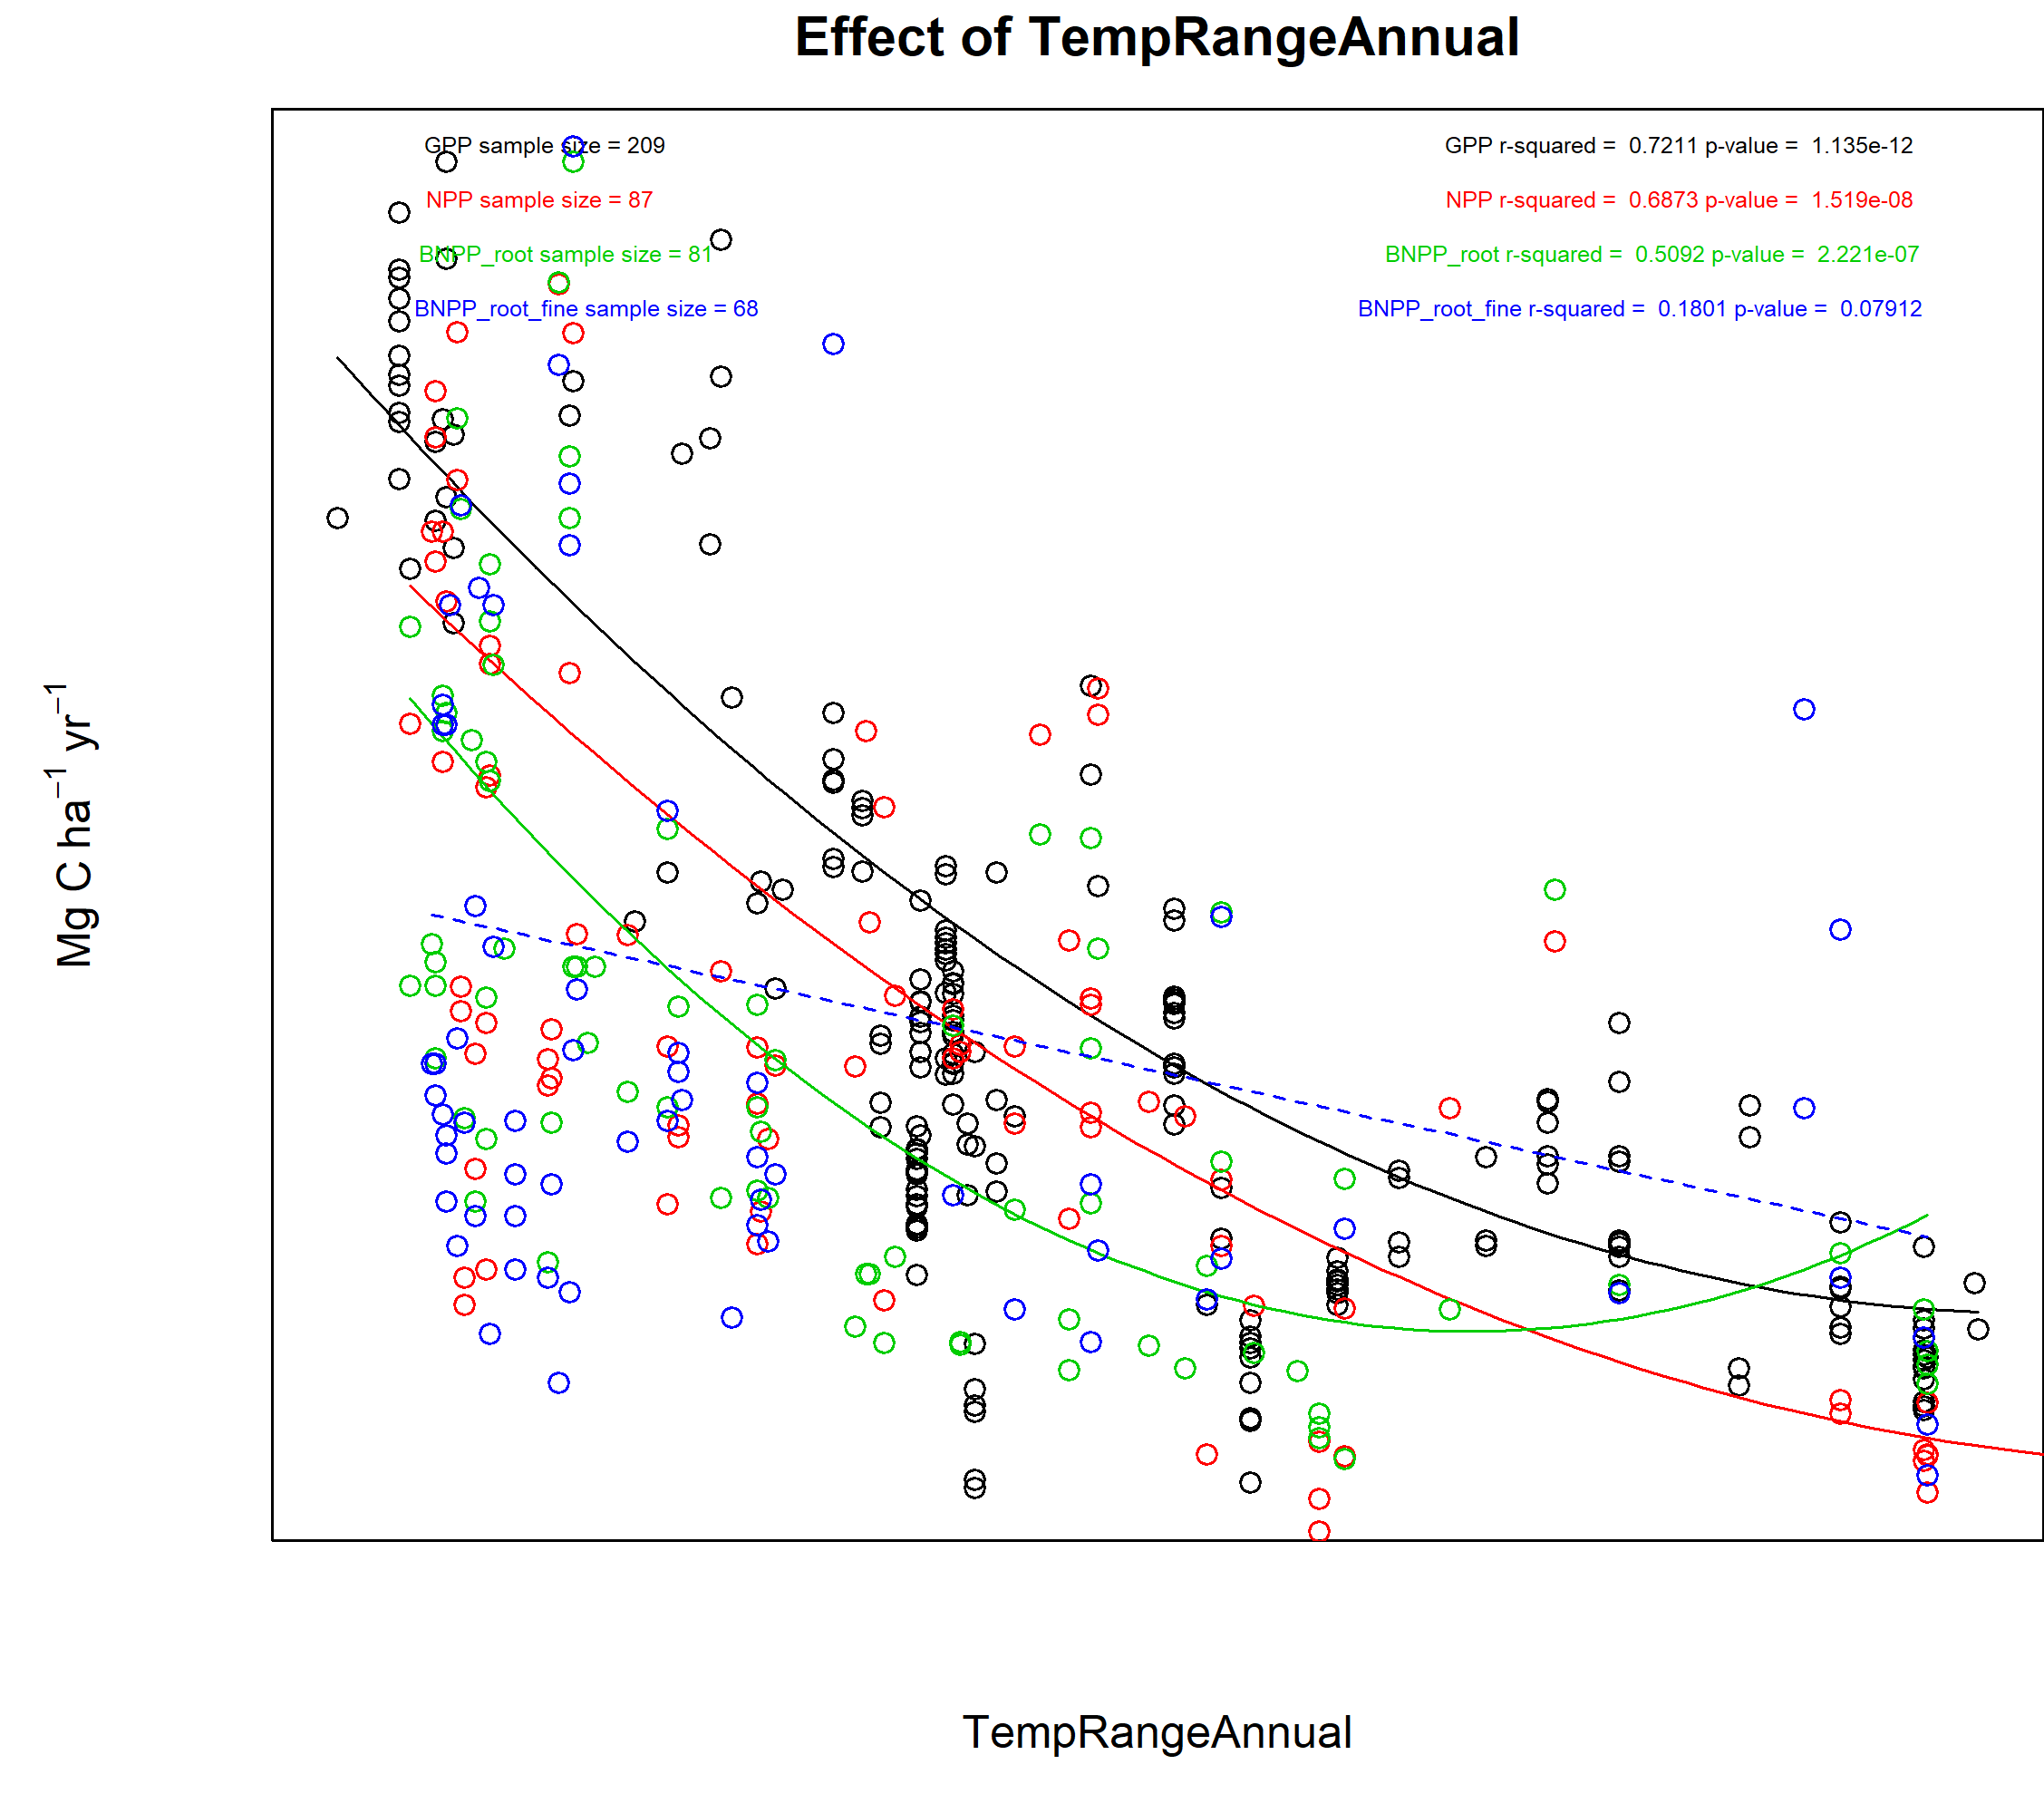 Effect of TempRangeAnnual
GPP sample size = 209
GPP r-squared = 0.7211 p-value = 1.135e-12
NPP sample size = 87
NPP r-squared = 0.6873 p-value = 1.519e-08
BNPP_root sample size = 81
BNPP_root r-squared = 0.5092 p-value = 2.221e-07
BNPP_root_fine sample size = 68
BNPP_root_fine r-squared = 0.1801 p-value = 0.07912
Mg C ha⁻¹ yr⁻¹
TempRangeAnnual